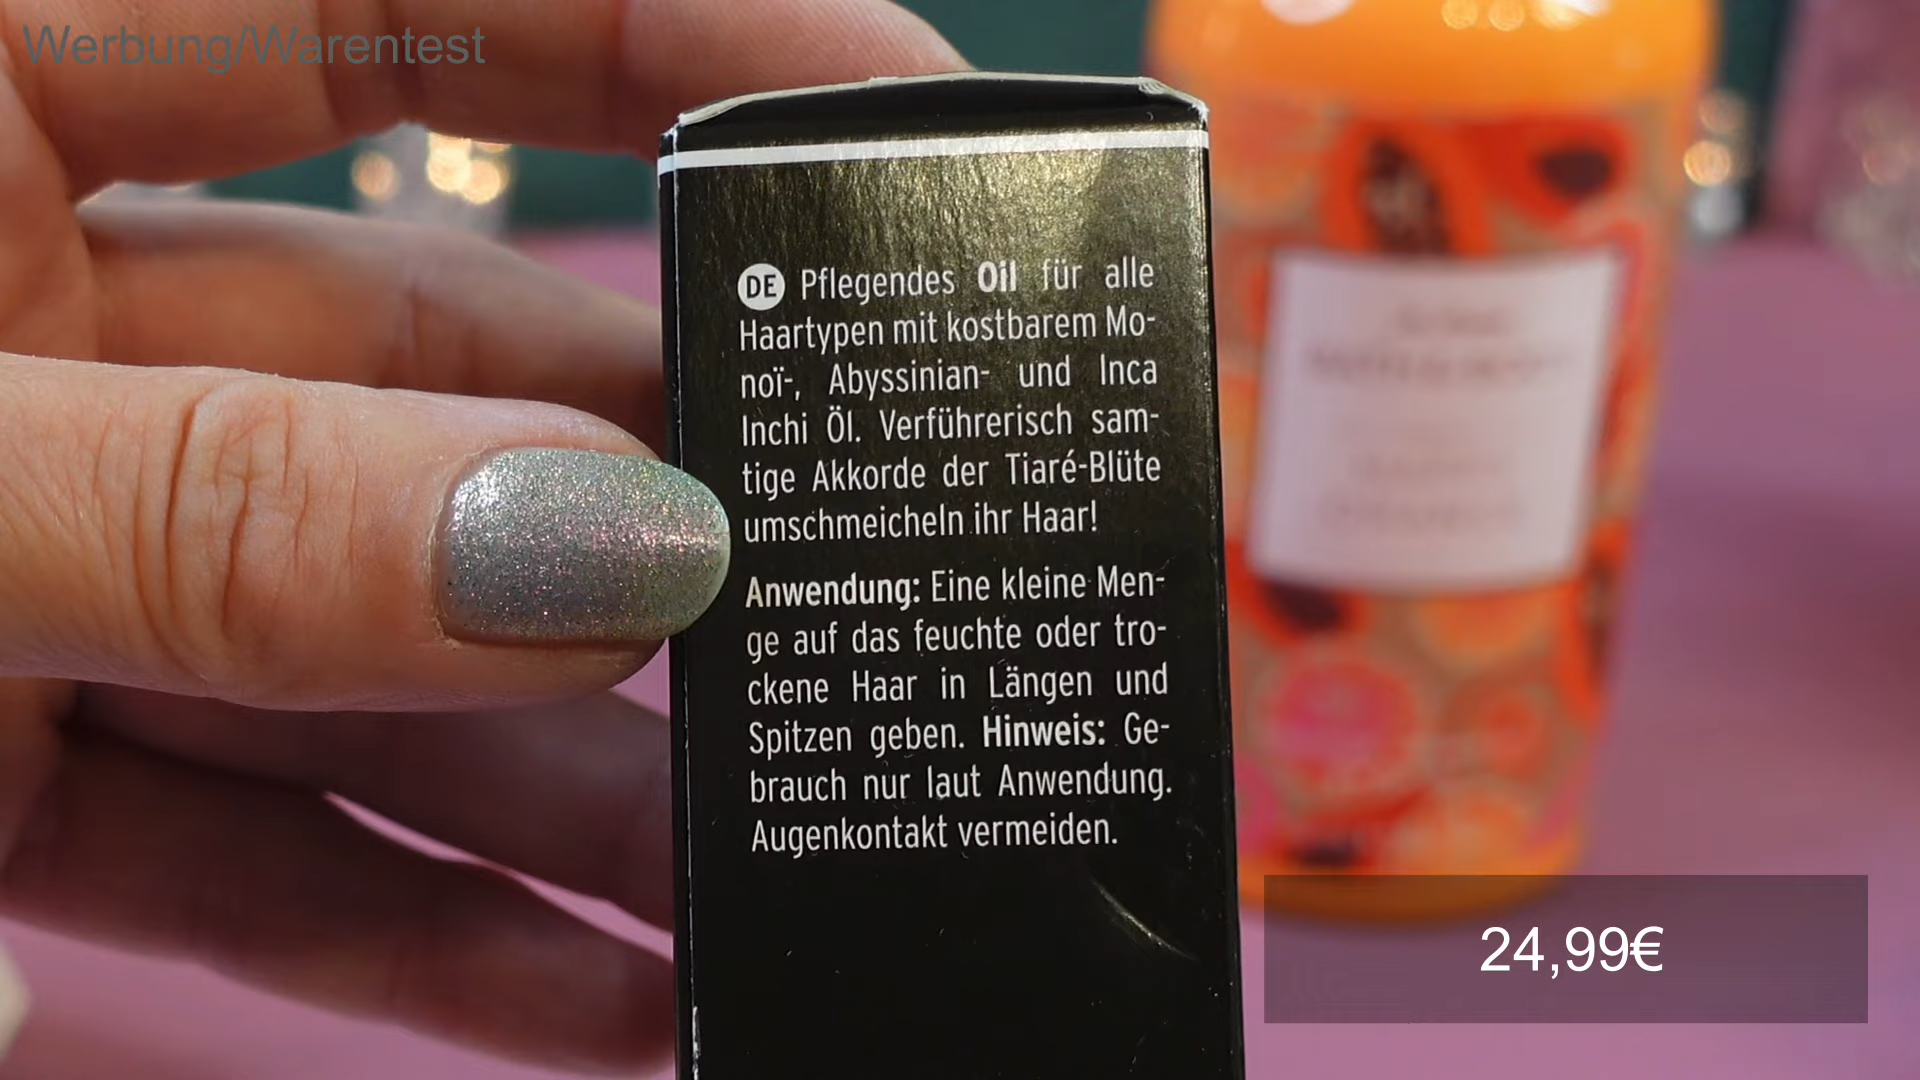 Werbung/Warentest
DE Pflegendes Oil für alle
Haartypen mit kostbarem Mo-
noï-, Abyssinian- und Inca
Inchi Öl. Verführerisch sam-
tige Akkorde der Tiaré-Blüte
umschmeicheln ihr Haar!
Anwendung: Eine kleine Men-
ge auf das feuchte oder tro-
ckene Haar in Längen und
Spitzen geben. Hinweis: Ge-
brauch nur laut Anwendung.
Augenkontakt vermeiden.
24,99€